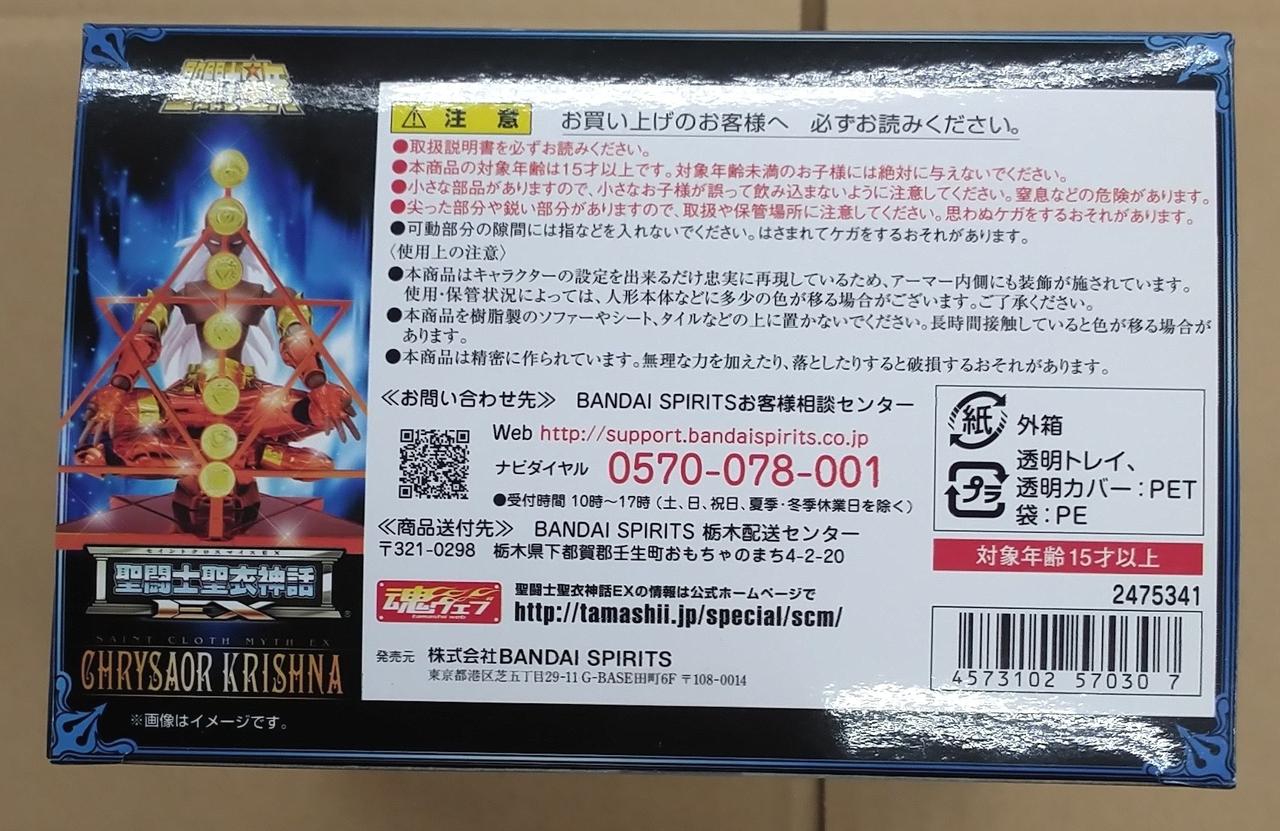 聖闘士星矢
⚠注意 お買い上げのお客様へ 必ずお読みください。
●取扱説明書を必ずお読みください。
●本商品の対象年齢は15才以上です。対象年齢未満のお子様には絶対に与えないでください。
●小さな部品がありますので、小さなお子様が誤って飲み込まないように注意してください。窒息などの危険があります。
●尖った部分や鋭い部分がありますので、取扱や保管場所に注意してください。思わぬケガをするおそれがあります。
●可動部分の隙間には指などを入れないでください。はさまれてケガをするおそれがあります。
〈使用上の注意〉
●本商品はキャラクターの設定を出来るだけ忠実に再現しているため、アーマー内側にも装飾が施されています。
使用・保管状況によっては、人形本体などに多少の色が移る場合がございます。ご了承ください。
●本商品を樹脂製のソファーやシート、タイルなどの上に置かないでください。長時間接触していると色が移る場合が
あります。
●本商品は精密に作られています。無理な力を加えたり、落としたりすると破損するおそれがあります。
≪お問い合わせ先≫ BANDAI SPIRITSお客様相談センター
Web http://support.bandaispirits.co.jp
ナビダイヤル 0570-078-001
●受付時間 10時～17時（土、日、祝日、夏季・冬季休業日を除く）
≪商品送付先≫ BANDAI SPIRITS 栃木配送センター
〒321-0298 栃木県下都賀郡壬生町おもちゃのまち4-2-20
魂ウェブ
tamashii web
聖闘士聖衣神話EXの情報は公式ホームページで
http://tamashii.jp/special/scm/
発売元 株式会社BANDAI SPIRITS
東京都港区芝五丁目29-11 G-BASE田町6F 〒108-0014
紙 外箱
プラ 透明トレイ、
透明カバー：PET
袋：PE
対象年齢15才以上
2475341
4573102 57030 7
セイントクロスマイスEX
聖闘士聖衣神話
EX
SAINT CLOTH MYTH EX
CHRYSAOR KRISHNA
※画像はイメージです。